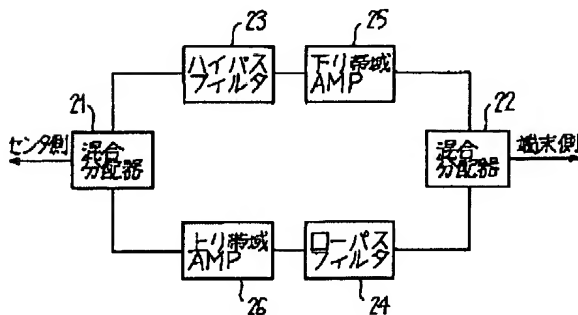 23
25
ハイパス
フィルタ
下り帯域
AMP
21
22
センタ側
混合
分配器
混合
分配器
端末側
上り帯域
AMP
ローパス
フィルタ
26
24